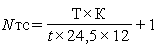 Nтс = Т×К / t×24,5×12 + 1